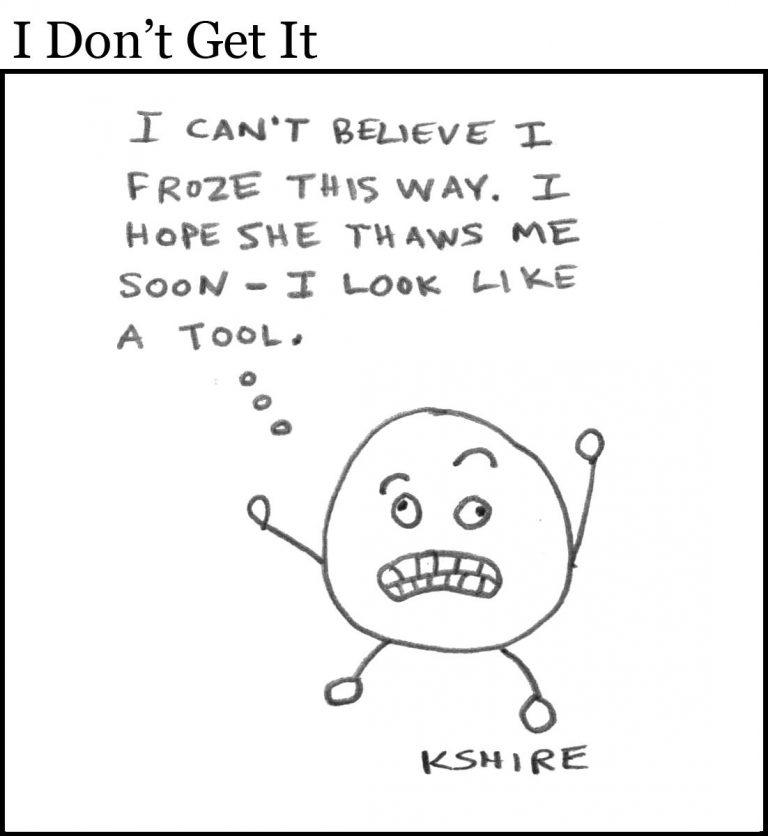 I Don’t Get It
I CAN'T BELIEVE I
FROZE THIS WAY. I
HOPE SHE THAWS ME
SOON – I LOOK LIKE
A TOOL.
KSHIRE